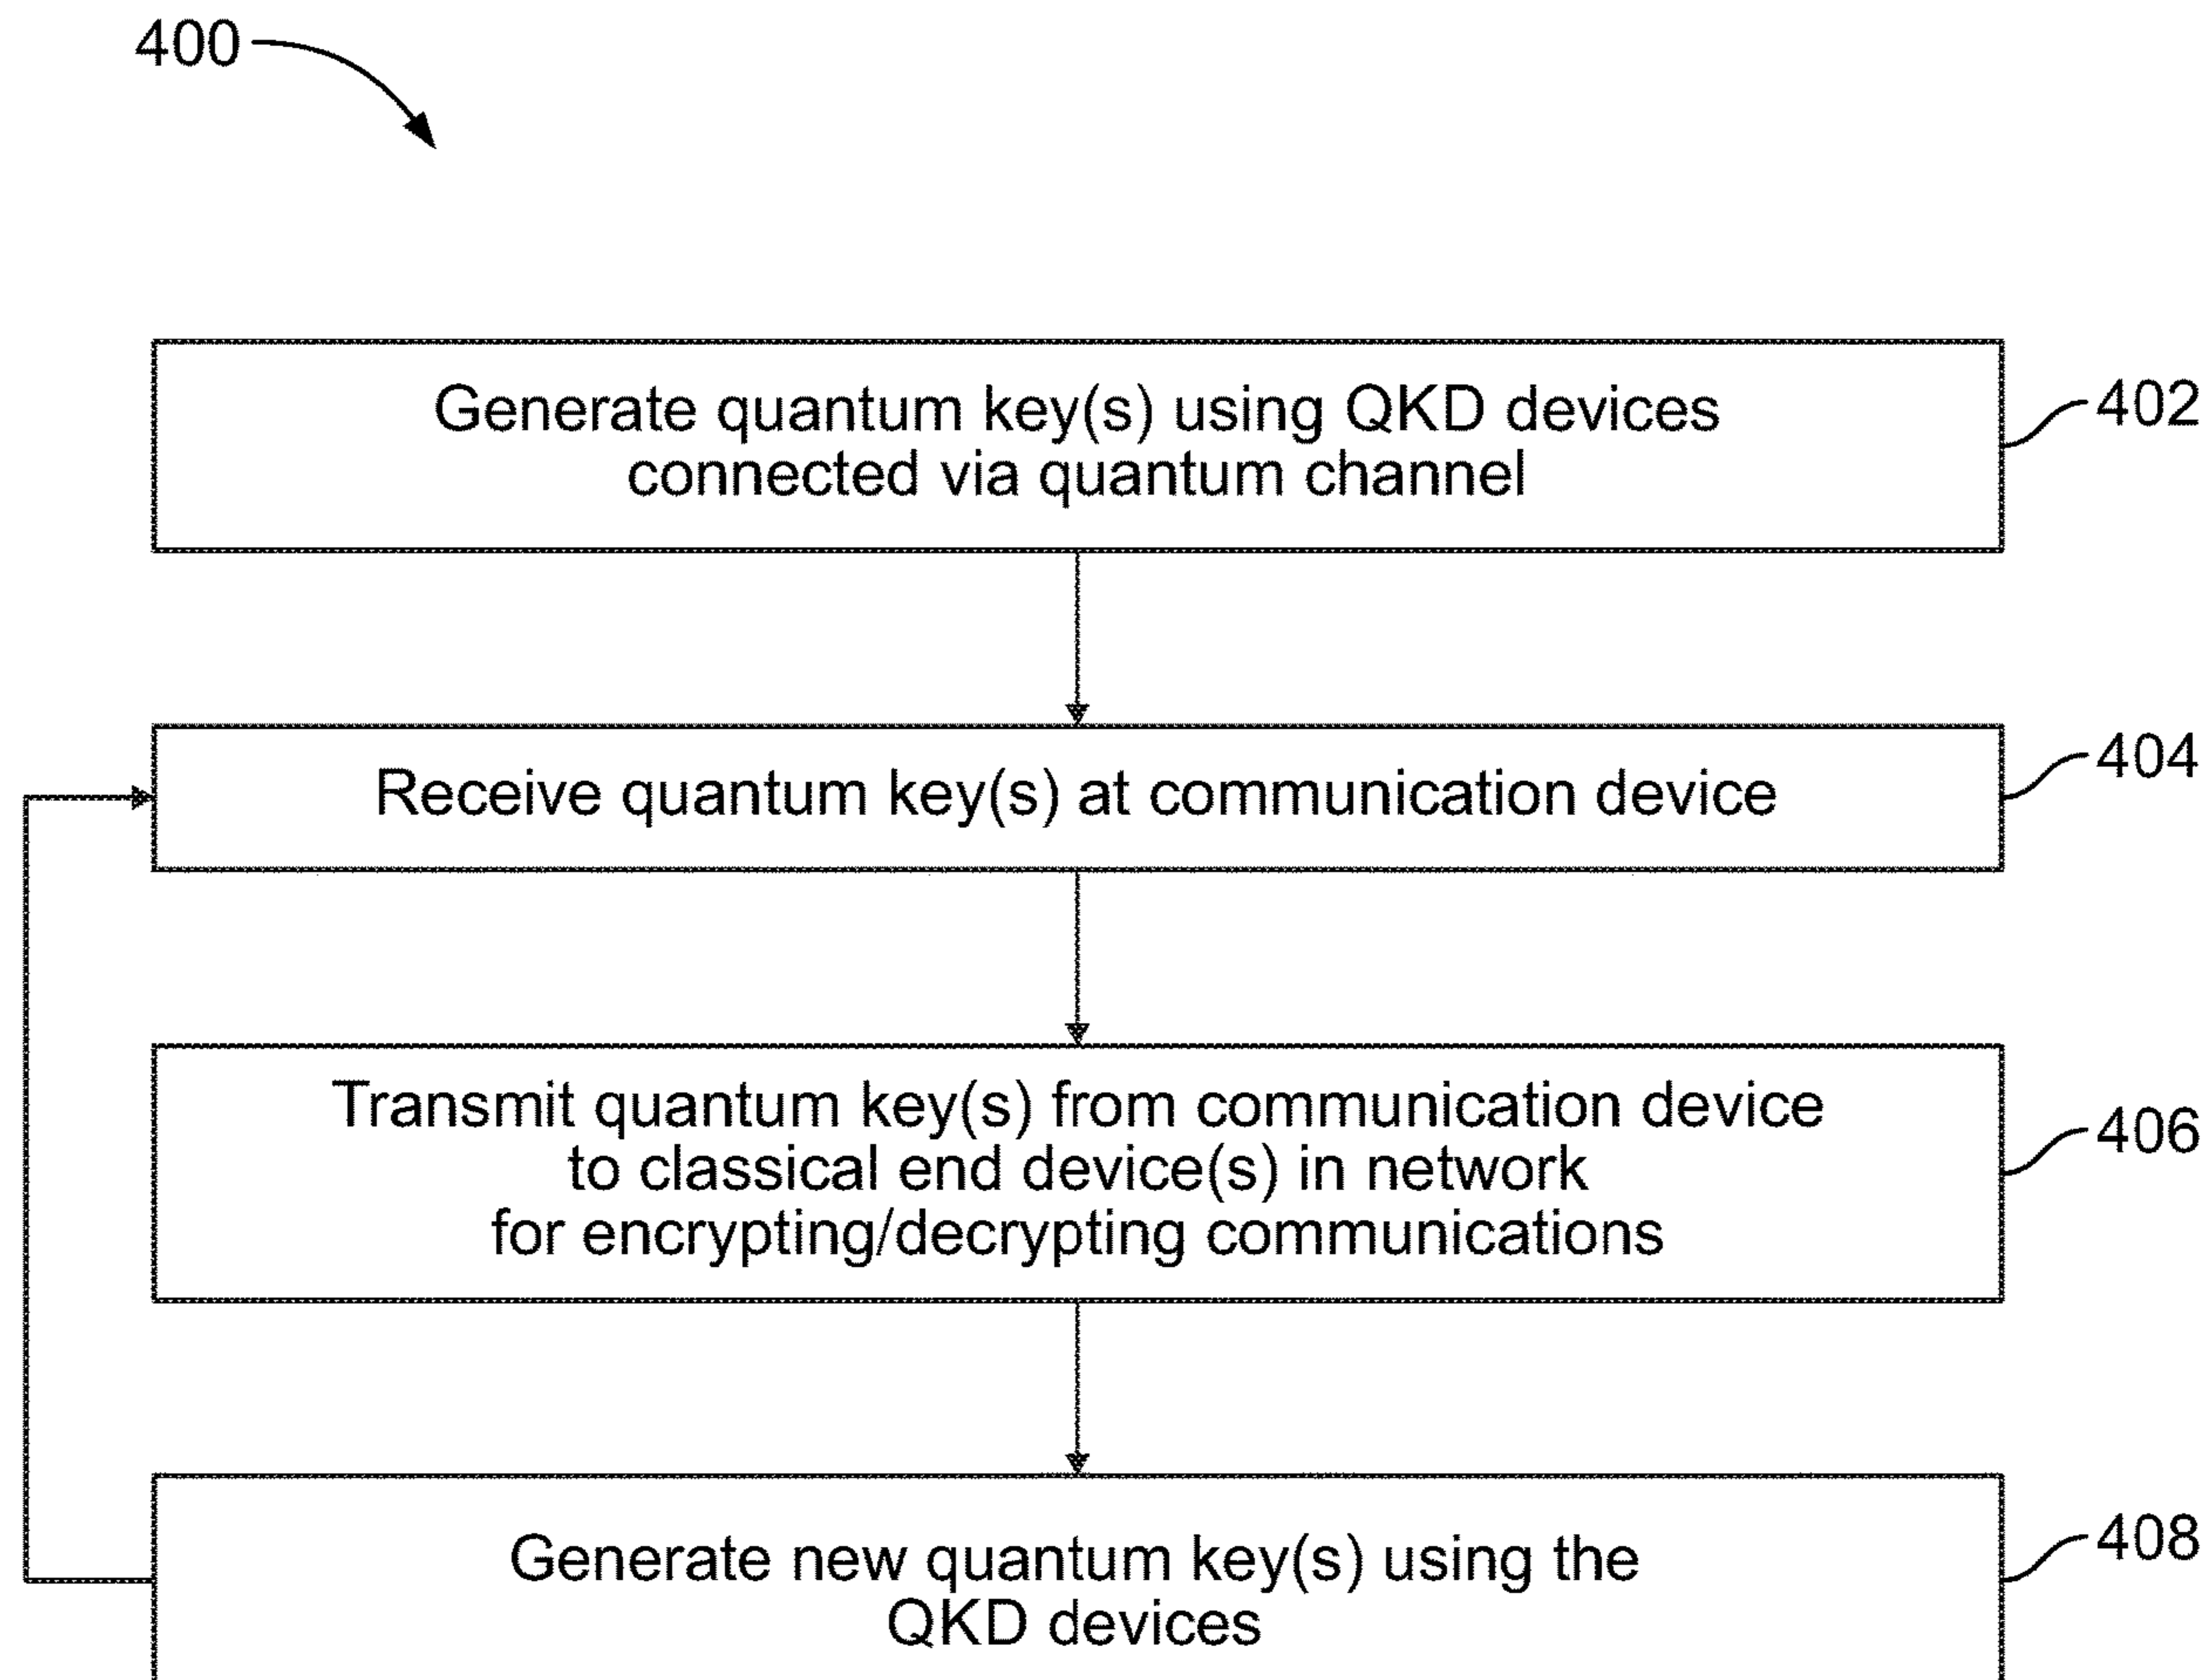 400
Generate quantum key(s) using QKD devices
connected via quantum channel
402
Receive quantum key(s) at communication device
404
Transmit quantum key(s) from communication device
to classical end device(s) in network
for encrypting/decrypting communications
406
Generate new quantum key(s) using the
QKD devices
408